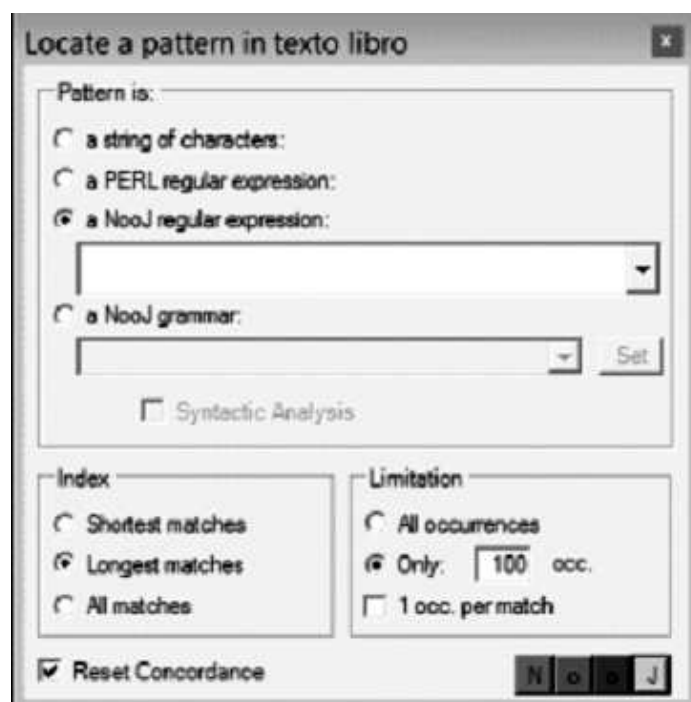 Locate a pattern in texto libro x
Pattern is:
a string of characters:
a PERL regular expression:
a NooJ regular expression:
a NooJ grammar:
Set
Syntactic Analysis
Index
Shortest matches
Longest matches
All matches
Limitation
All occurrences
Only: 100 occ.
1 occ. per match
Reset Concordance
N o o J